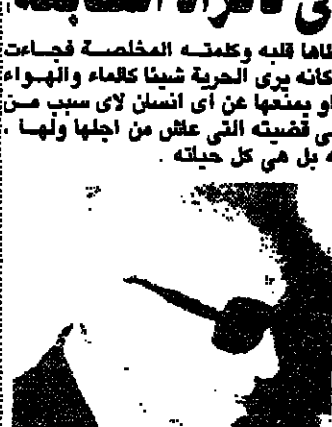 قلبه وكلمته المخلصة فجاءت
كانه يرى الحرية شيئا كالماء والهواء
او يمنعها عن اى انسان لاى سبب من
قضيته التى عاش من اجلها ولها .
بل هى كل حياته .